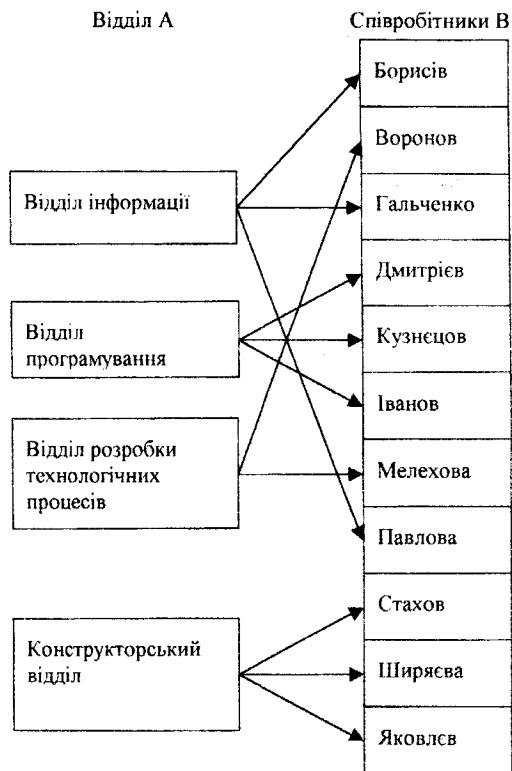 Відділ А
Співробітники В
Відділ інформації
Відділ
програмування
Відділ розробки
технологічних
процесів
Конструкторський
відділ
Борисів
Воронов
Гальченко
Дмитрієв
Кузнєцов
Іванов
Мелехова
Павлова
Стахов
Ширяєва
Яковлєв